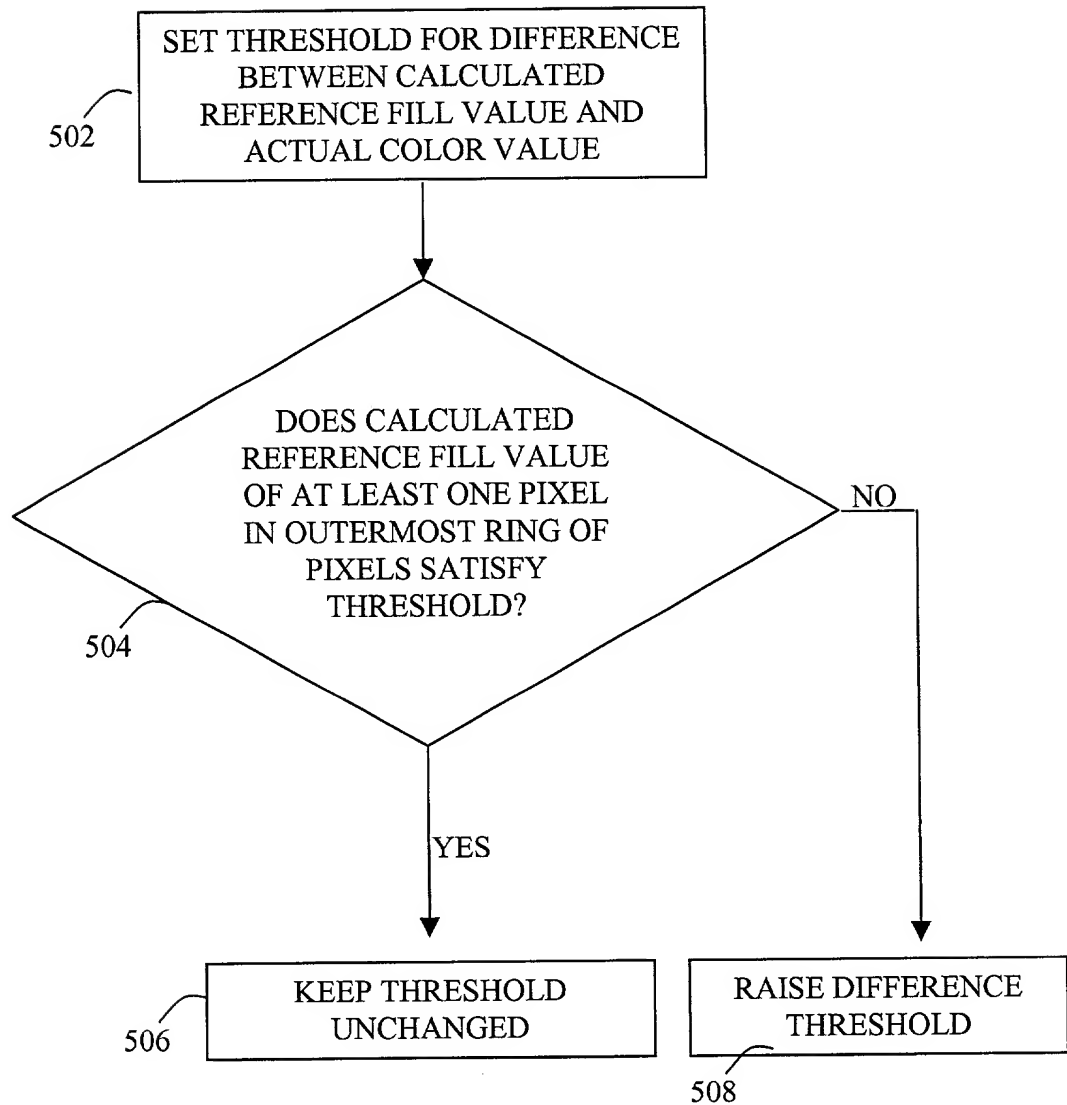 SET THRESHOLD FOR DIFFERENCE
BETWEEN CALCULATED
REFERENCE FILL VALUE AND
ACTUAL COLOR VALUE
502
DOES CALCULATED
REFERENCE FILL VALUE
OF AT LEAST ONE PIXEL
IN OUTERMOST RING OF
PIXELS SATISFY
THRESHOLD?
NO
504
YES
KEEP THRESHOLD
UNCHANGED
506
RAISE DIFFERENCE
THRESHOLD
508